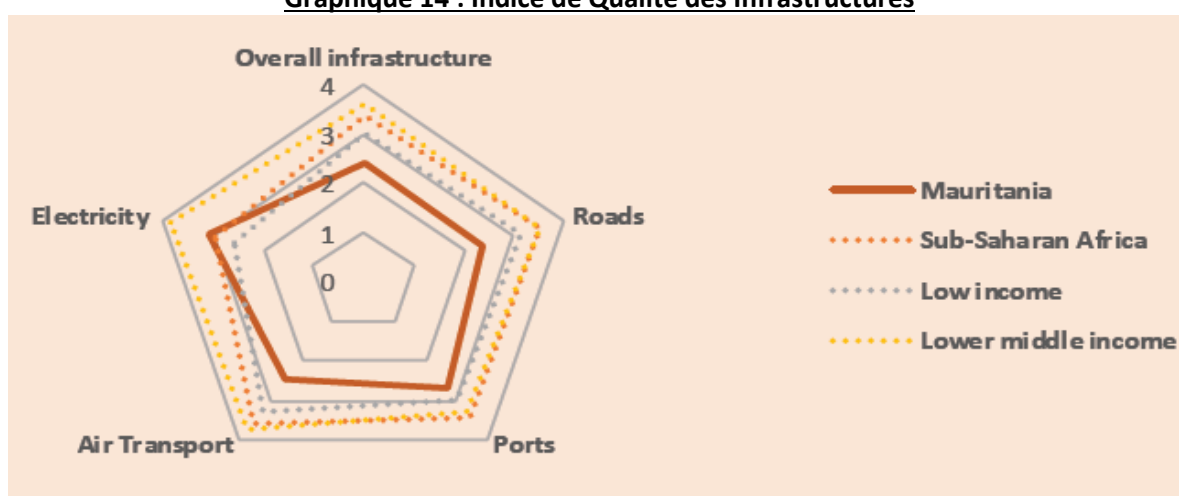 Graphique 14 : Indice de Qualité des Infrastructures
Overall infrastructure
4
3
2
1
0
Electricity
Roads
Air Transport
Ports
Mauritania
Sub-Saharan Africa
Low income
Lower middle income